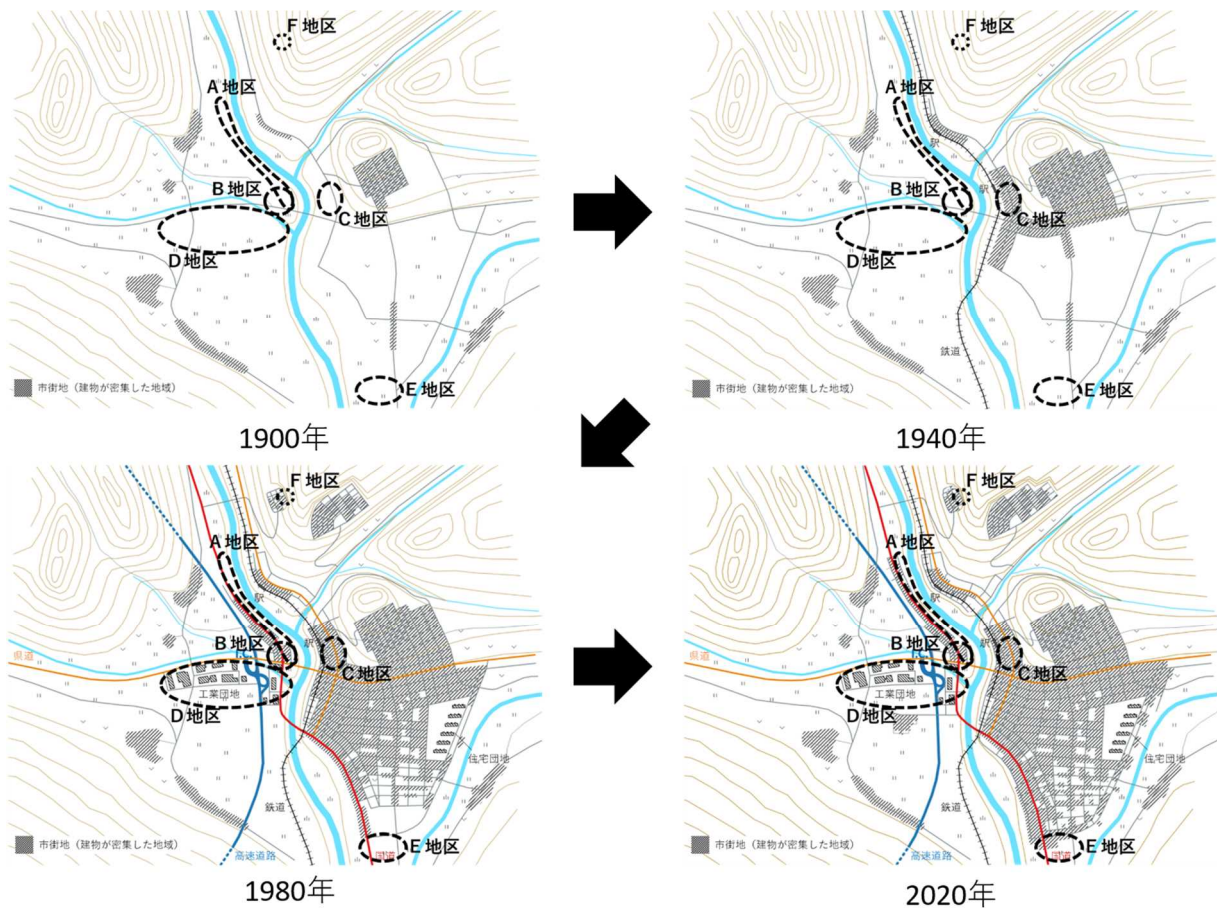 F 地区
A 地区
B 地区
C 地区
D 地区
E 地区
市街地（建物が密集した地域）
1900年
F 地区
A 地区
駅
B 地区
駅
C 地区
D 地区
鉄道
E 地区
市街地（建物が密集した地域）
1940年
F 地区
A 地区
駅
B 地区
駅
県道
C 地区
工業団地
D 地区
住宅団地
鉄道
市街地（建物が密集した地域）
高速道路
国道
E 地区
1980年
F 地区
A 地区
駅
B 地区
駅
県道
C 地区
工業団地
D 地区
住宅団地
鉄道
市街地（建物が密集した地域）
高速道路
国道
E 地区
2020年